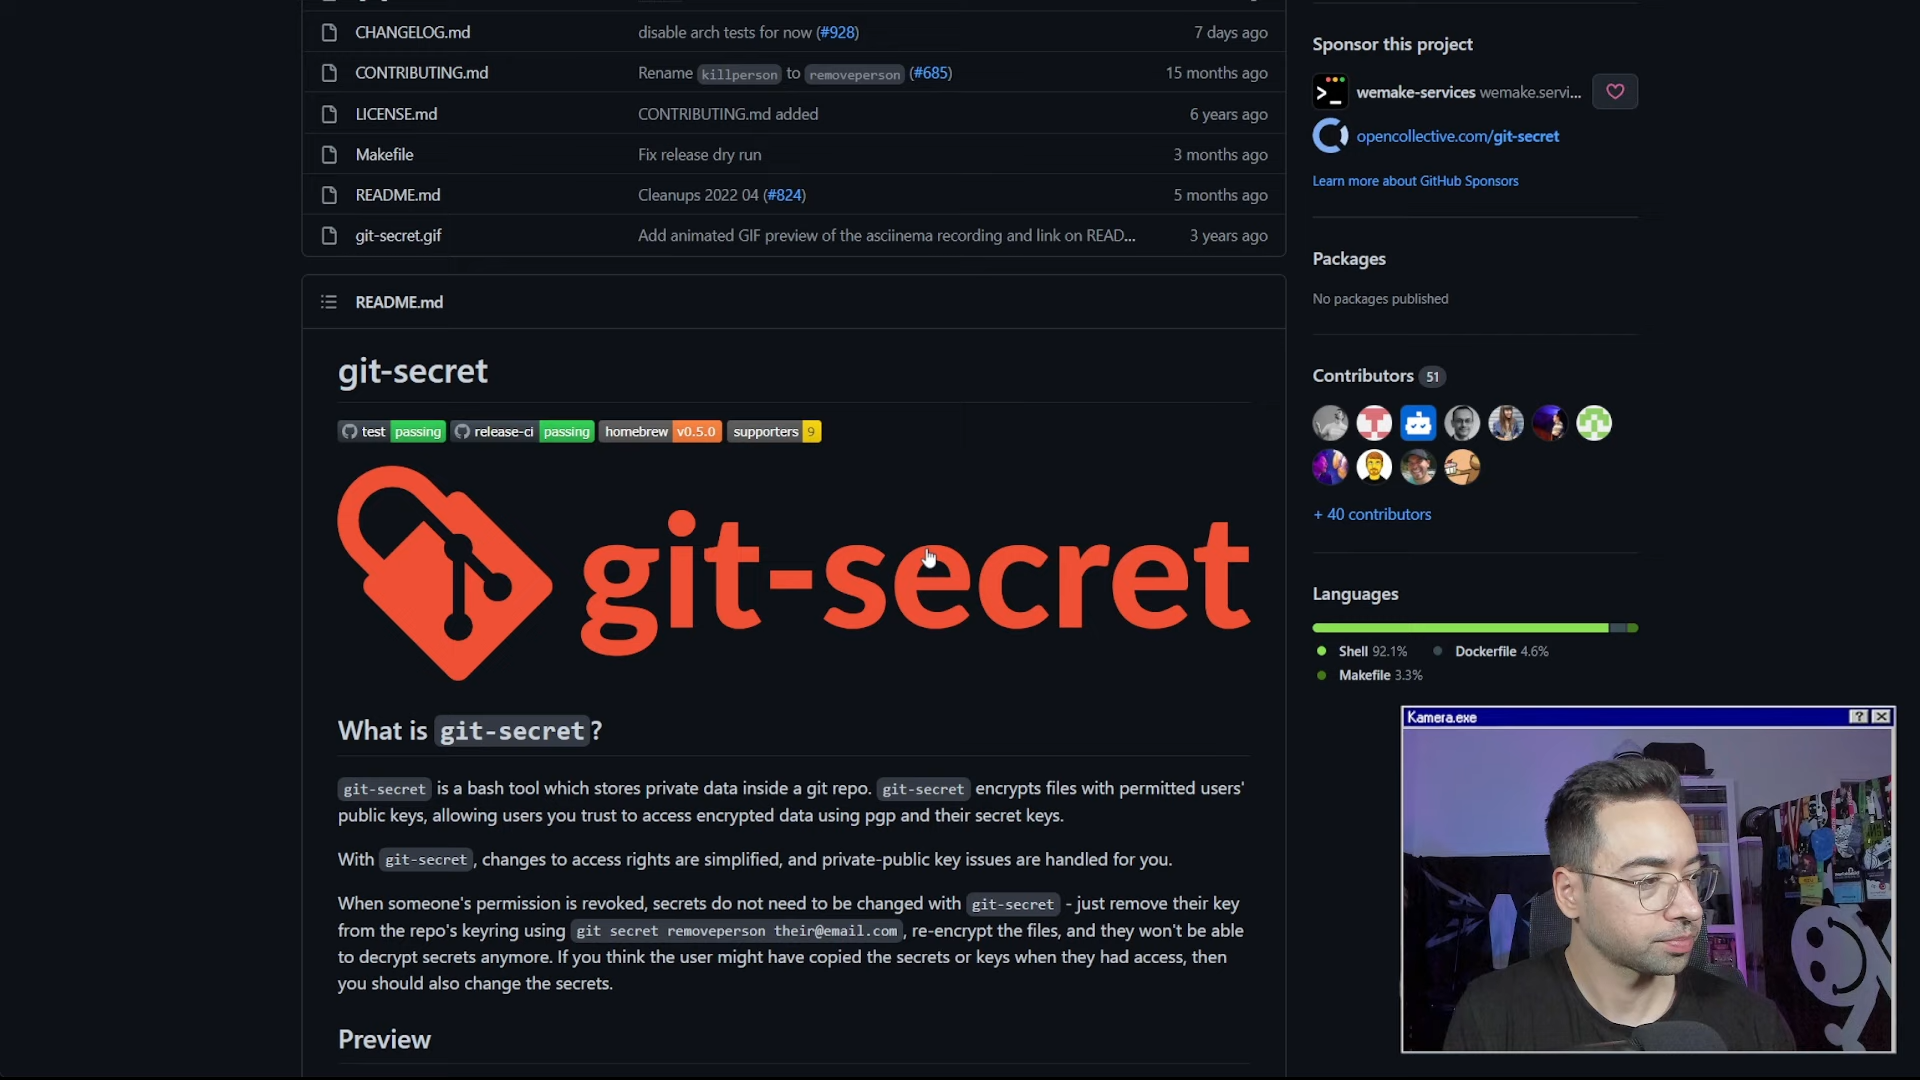 CHANGELOG.md disable arch tests for now (#928) 7 days ago
CONTRIBUTING.md Rename killperson to removeperson (#685) 15 months ago
LICENSE.md CONTRIBUTING.md added 6 years ago
Makefile Fix release dry run 3 months ago
README.md Cleanups 2022 04 (#824) 5 months ago
git-secret.gif Add animated GIF preview of the asciinema recording and link on READ... 3 years ago
README.md
git-secret
test passing release-ci passing homebrew v0.5.0 supporters 9
git-secret
What is git-secret?
git-secret is a bash tool which stores private data inside a git repo. git-secret encrypts files with permitted users'
public keys, allowing users you trust to access encrypted data using pgp and their secret keys.
With git-secret, changes to access rights are simplified, and private-public key issues are handled for you.
When someone's permission is revoked, secrets do not need to be changed with git-secret - just remove their key
from the repo's keyring using git secret removeperson their@email.com, re-encrypt the files, and they won't be able
to decrypt secrets anymore. If you think the user might have copied the secrets or keys when they had access, then
you should also change the secrets.
Preview
Sponsor this project
wemake-services wemake.servi...
opencollective.com/git-secret
Learn more about GitHub Sponsors
Packages
No packages published
Contributors 51
+ 40 contributors
Languages
Shell 92.1% Dockerfile 4.6%
Makefile 3.3%
Kamera.exe